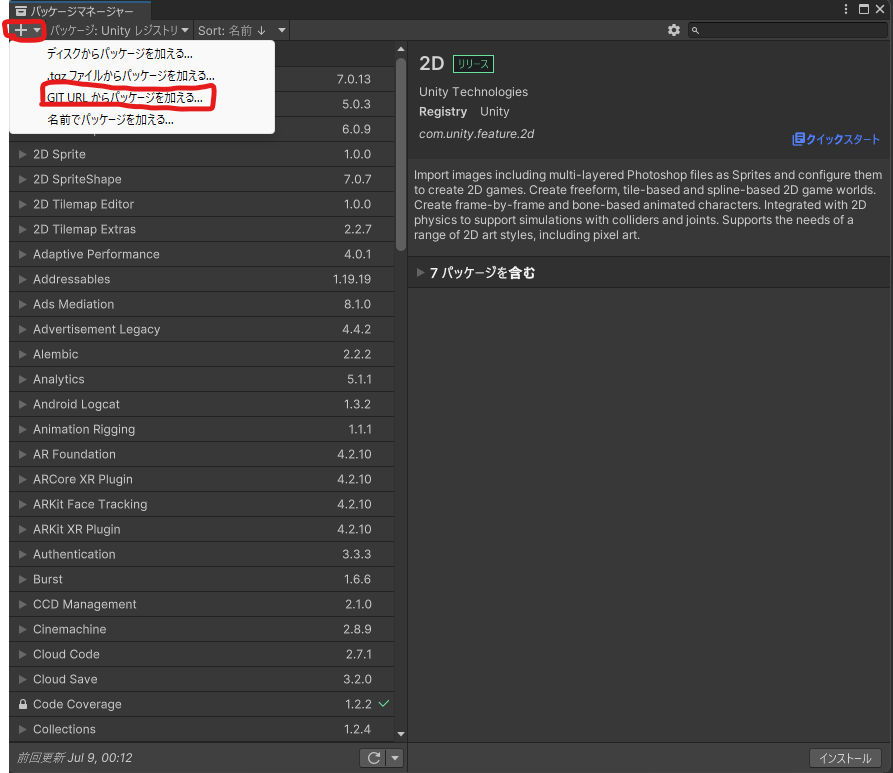 パッケージマネージャー
パッケージ: Unity レジストリ Sort: 名前 ↓
ディスクからパッケージを加える...
.tgz ファイルからパッケージを加える...
GIT URL からパッケージを加える...
名前でパッケージを加える...
7.0.13
5.0.3
6.0.9
2D Sprite 1.0.0
2D SpriteShape 7.0.7
2D Tilemap Editor 1.0.0
2D Tilemap Extras 2.2.7
Adaptive Performance 4.0.1
Addressables 1.19.19
Ads Mediation 8.1.0
Advertisement Legacy 4.4.2
Alembic 2.2.2
Analytics 5.1.1
Android Logcat 1.3.2
Animation Rigging 1.1.1
AR Foundation 4.2.10
ARCore XR Plugin 4.2.10
ARKit Face Tracking 4.2.10
ARKit XR Plugin 4.2.10
Authentication 3.3.3
Burst 1.6.6
CCD Management 2.1.0
Cinemachine 2.8.9
Cloud Code 2.7.1
Cloud Save 3.2.0
Code Coverage 1.2.2
Collections 1.2.4
前回更新 Jul 9, 00:12
2D リリース
Unity Technologies
Registry Unity
com.unity.feature.2d
クイックスタート
Import images including multi-layered Photoshop files as Sprites and configure them
to create 2D games. Create freeform, tile-based and spline-based 2D game worlds.
Create frame-by-frame and bone-based animated characters. Integrated with 2D
physics to support simulations with colliders and joints. Supports the needs of a
range of 2D art styles, including pixel art.
7 パッケージを含む
インストール